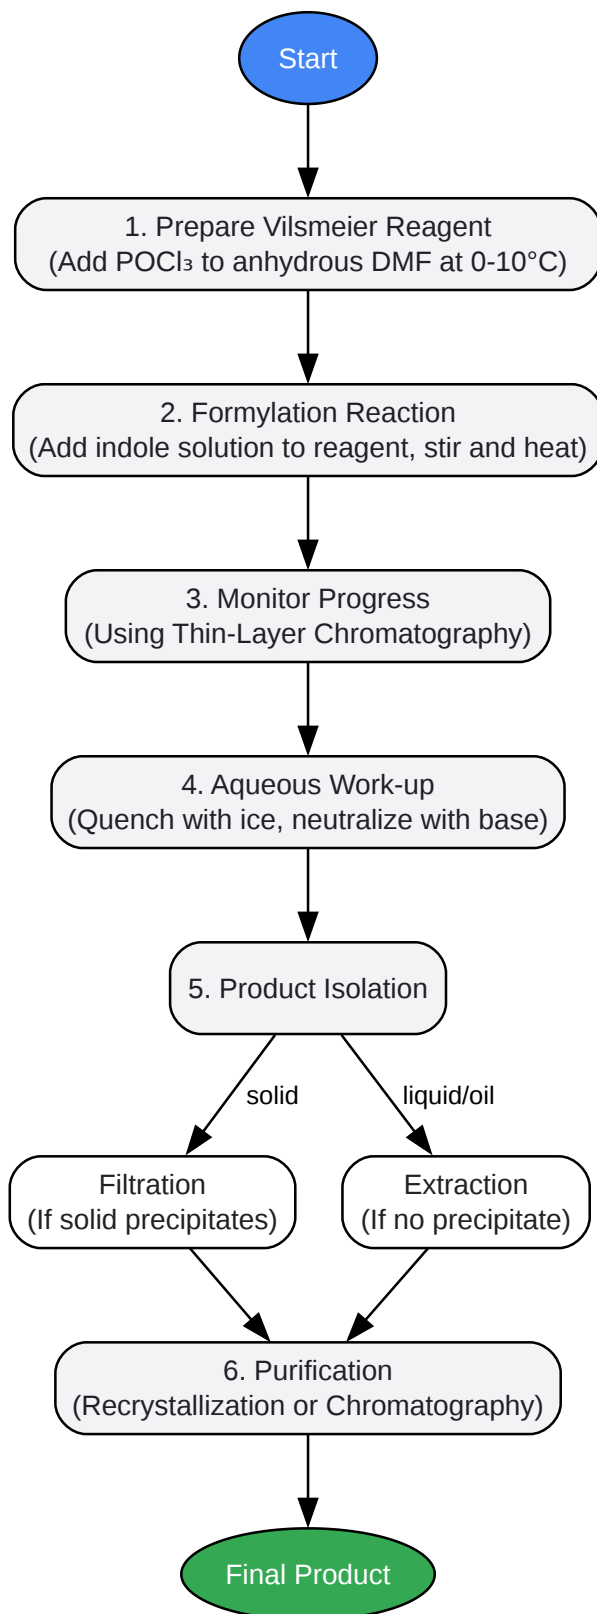 Start
1. Prepare Vilsmeier Reagent
(Add POCl₃ to anhydrous DMF at 0-10°C)
2. Formylation Reaction
(Add indole solution to reagent, stir and heat)
3. Monitor Progress
(Using Thin-Layer Chromatography)
4. Aqueous Work-up
(Quench with ice, neutralize with base)
5. Product Isolation
solid
liquid/oil
Filtration
(If solid precipitates)
Extraction
(If no precipitate)
6. Purification
(Recrystallization or Chromatography)
Final Product